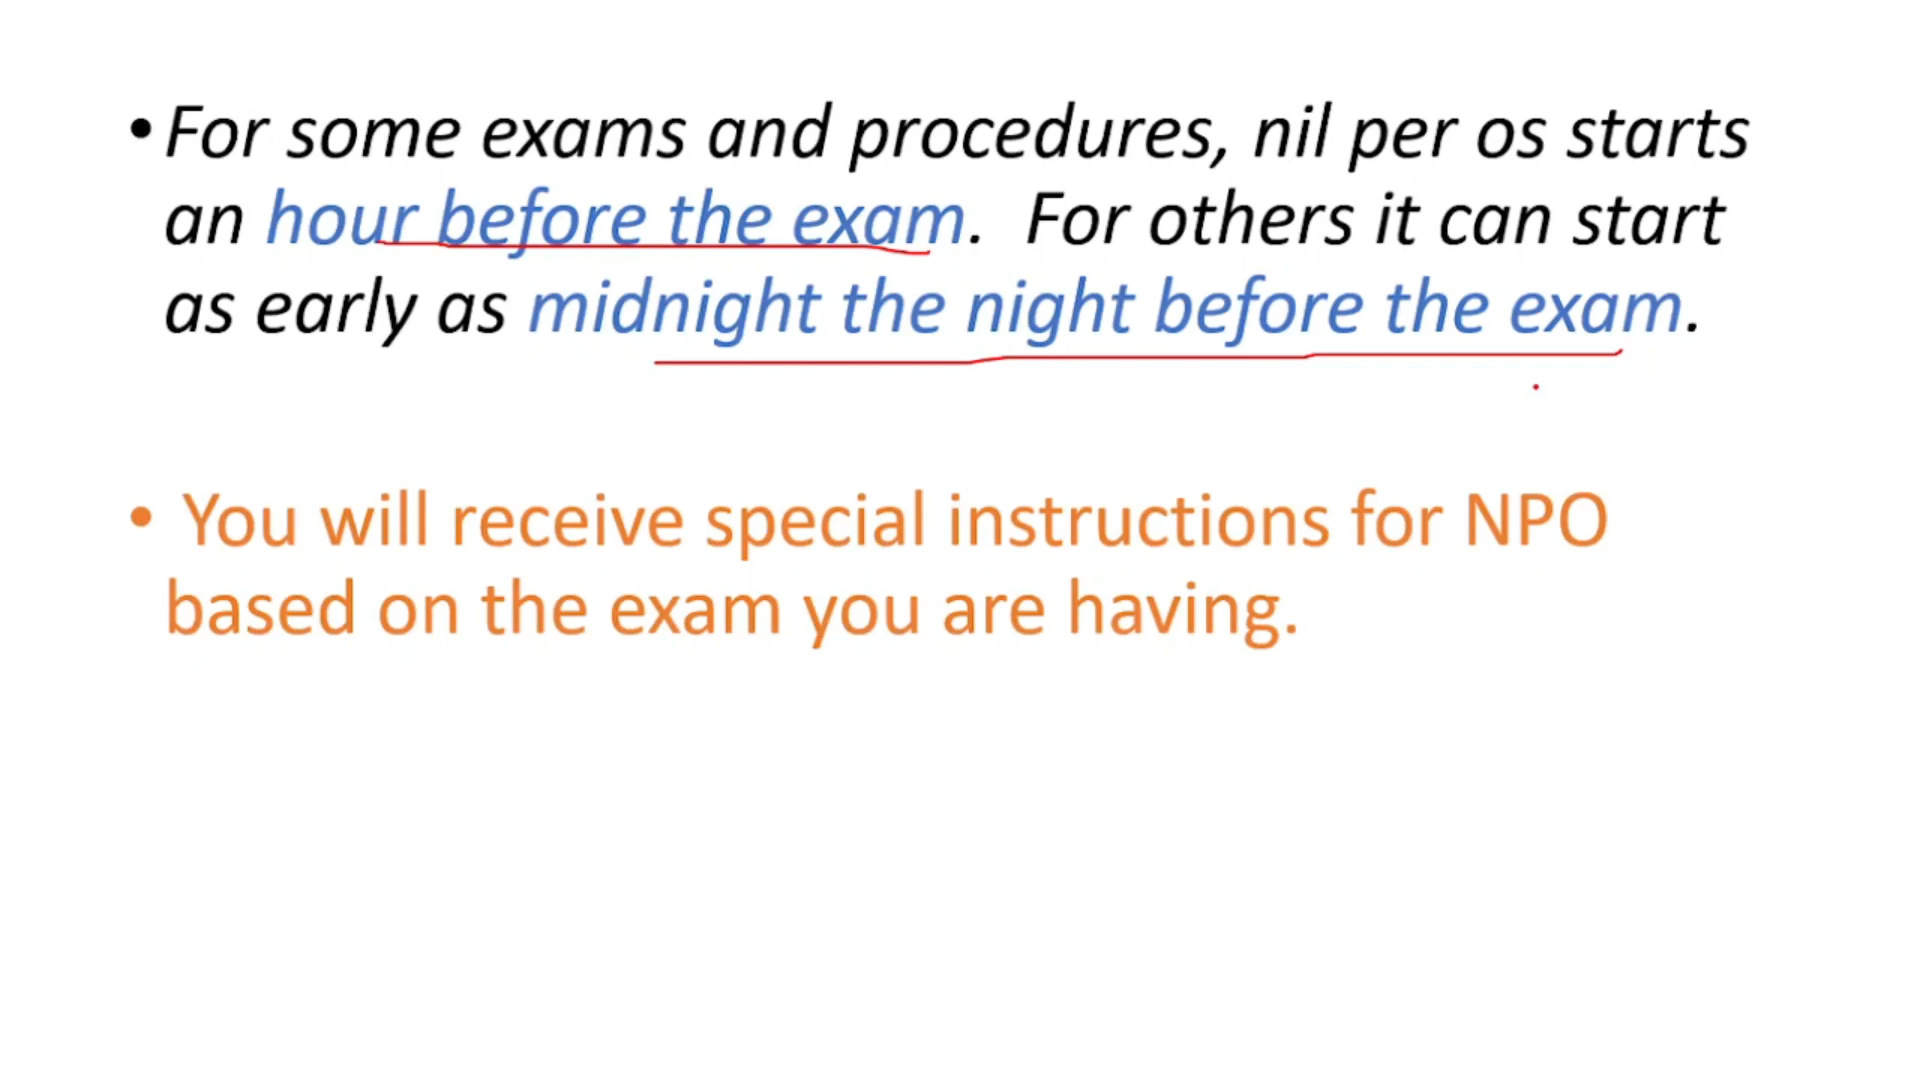 • For some exams and procedures, nil per os starts
an hour before the exam.  For others it can start
as early as midnight the night before the exam.
• You will receive special instructions for NPO
based on the exam you are having.